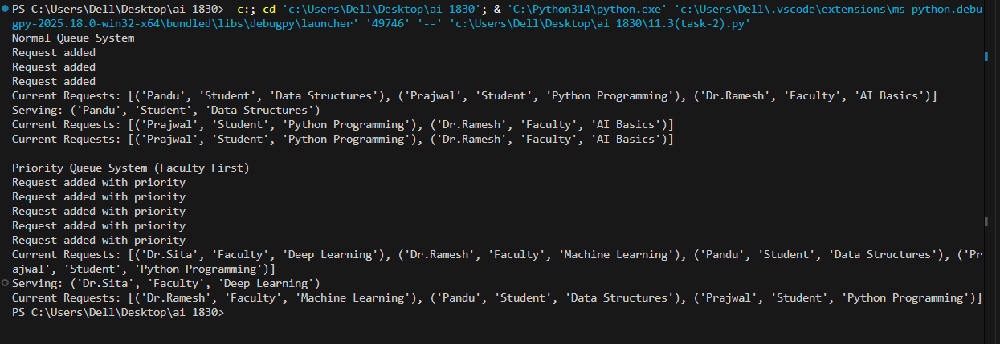 PS C:\Users\Dell\Desktop\ai 1830>  c:; cd 'c:\Users\Dell\Desktop\ai 1830'; & 'C:\Python314\python.exe' 'c:\Users\Dell\.vscode\extensions\ms-python.debu
gpy-2025.18.0-win32-x64\bundled\libs\debugpy\launcher' '49746' '--' 'c:\Users\Dell\Desktop\ai 1830\11.3(task-2).py'
Normal Queue System
Request added
Request added
Request added
Current Requests: [('Pandu', 'Student', 'Data Structures'), ('Prajwal', 'Student', 'Python Programming'), ('Dr.Ramesh', 'Faculty', 'AI Basics')]
Serving: ('Pandu', 'Student', 'Data Structures')
Current Requests: [('Prajwal', 'Student', 'Python Programming'), ('Dr.Ramesh', 'Faculty', 'AI Basics')]
Current Requests: [('Prajwal', 'Student', 'Python Programming'), ('Dr.Ramesh', 'Faculty', 'AI Basics')]

Priority Queue System (Faculty First)
Request added with priority
Request added with priority
Request added with priority
Request added with priority
Request added with priority
Current Requests: [('Dr.Sita', 'Faculty', 'Deep Learning'), ('Dr.Ramesh', 'Faculty', 'Machine Learning'), ('Pandu', 'Student', 'Data Structures'), ('Pr
ajwal', 'Student', 'Python Programming')]
Serving: ('Dr.Sita', 'Faculty', 'Deep Learning')
Current Requests: [('Dr.Ramesh', 'Faculty', 'Machine Learning'), ('Pandu', 'Student', 'Data Structures'), ('Prajwal', 'Student', 'Python Programming')]
PS C:\Users\Dell\Desktop\ai 1830>